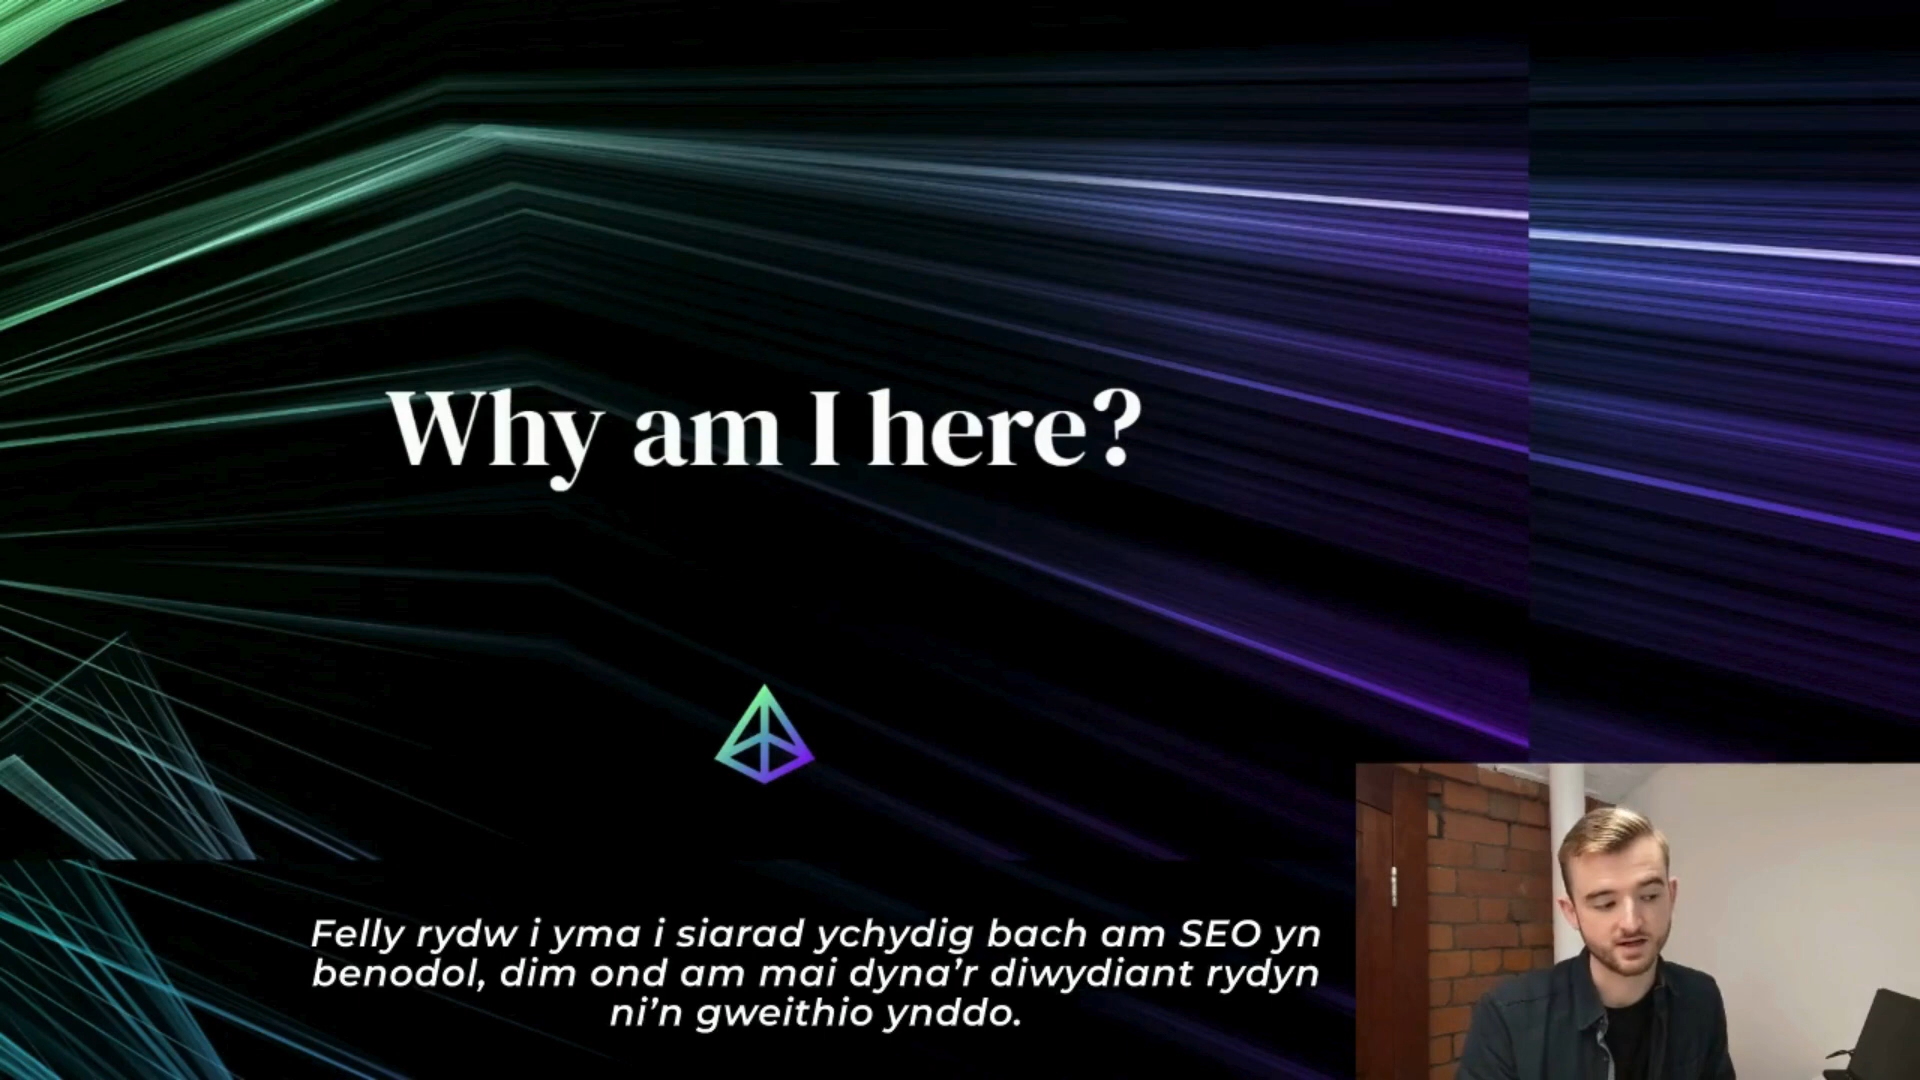 Why am I here?
Felly rydw i yma i siarad ychydig bach am SEO yn
benodol, dim ond am mai dyna’r diwydiant rydyn
ni’n gweithio ynddo.